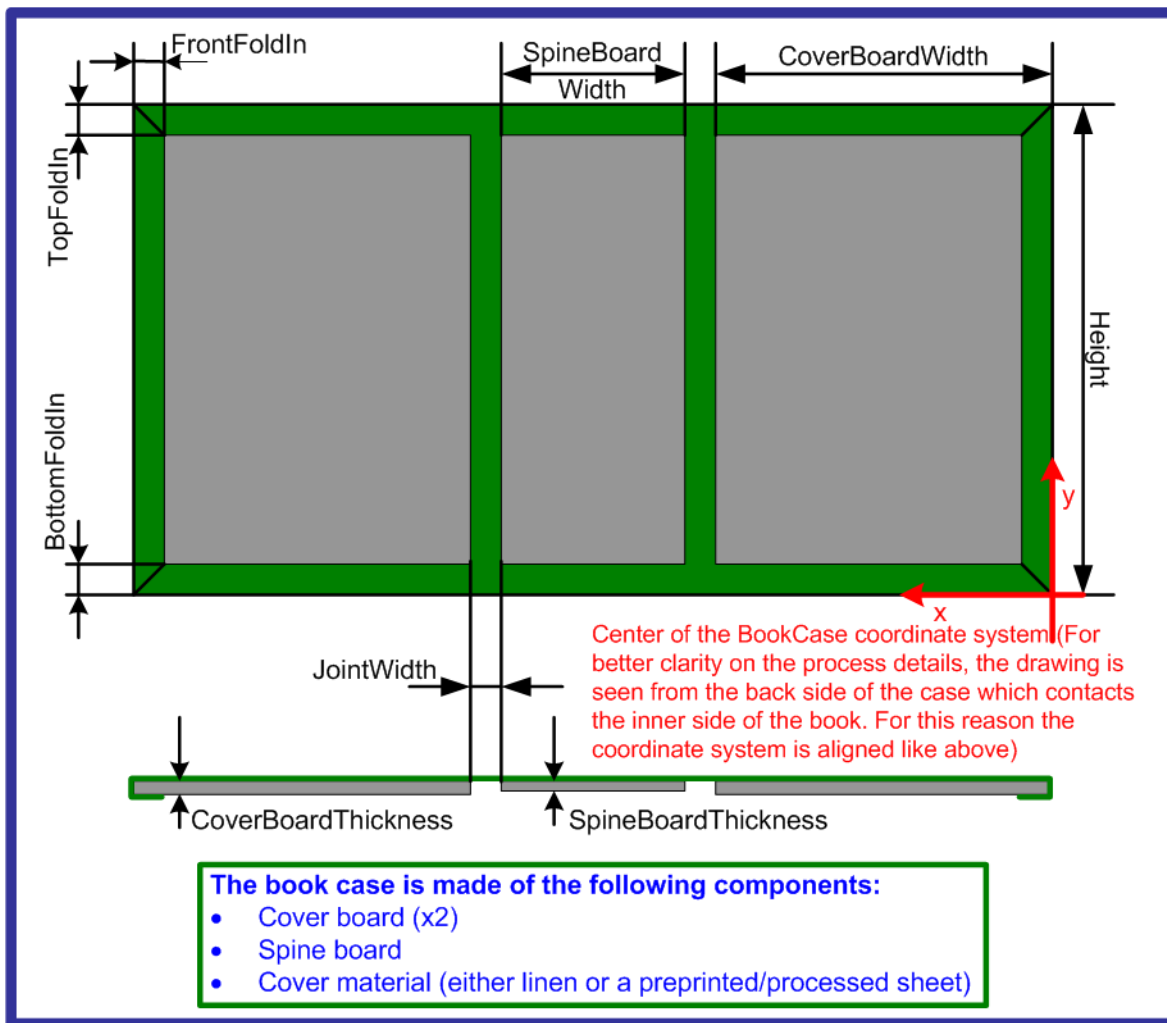 FrontFoldIn
SpineBoard
Width
CoverBoardWidth
TopFoldIn
BottomFoldIn
Height
y
x
Center of the BookCase coordinate system (For
better clarity on the process details, the drawing is
seen from the back side of the case which contacts
the inner side of the book. For this reason the
coordinate system is aligned like above)
JointWidth
CoverBoardThickness
SpineBoardThickness
The book case is made of the following components:
• Cover board (x2)
• Spine board
• Cover material (either linen or a preprinted/processed sheet)